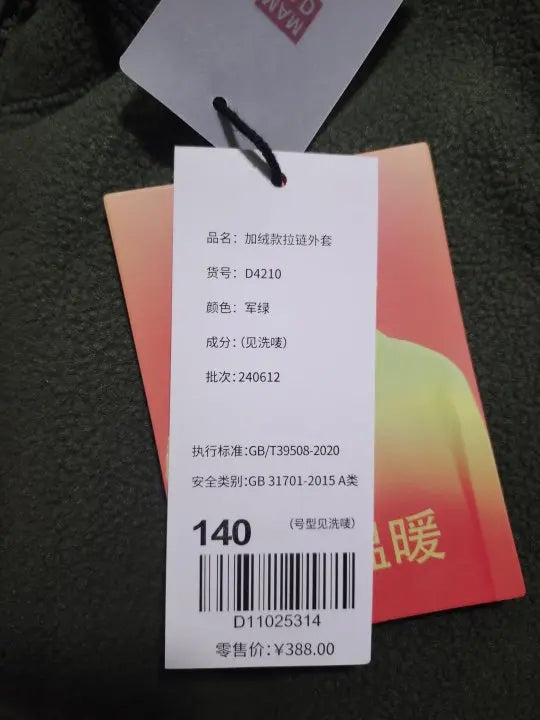 MAM
D
品名：加绒款拉链外套
货号：D4210
颜色：军绿
成分：（见洗唛）
批次：240612
执行标准：GB/T39508-2020
安全类别：GB 31701-2015 A类
140 （号型见洗唛）
D11025314
零售价：¥388.00
温暖